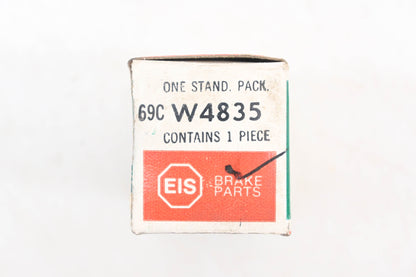 ONE STAND. PACK.
69C W4835
CONTAINS 1 PIECE
EIS BRAKE
PARTS